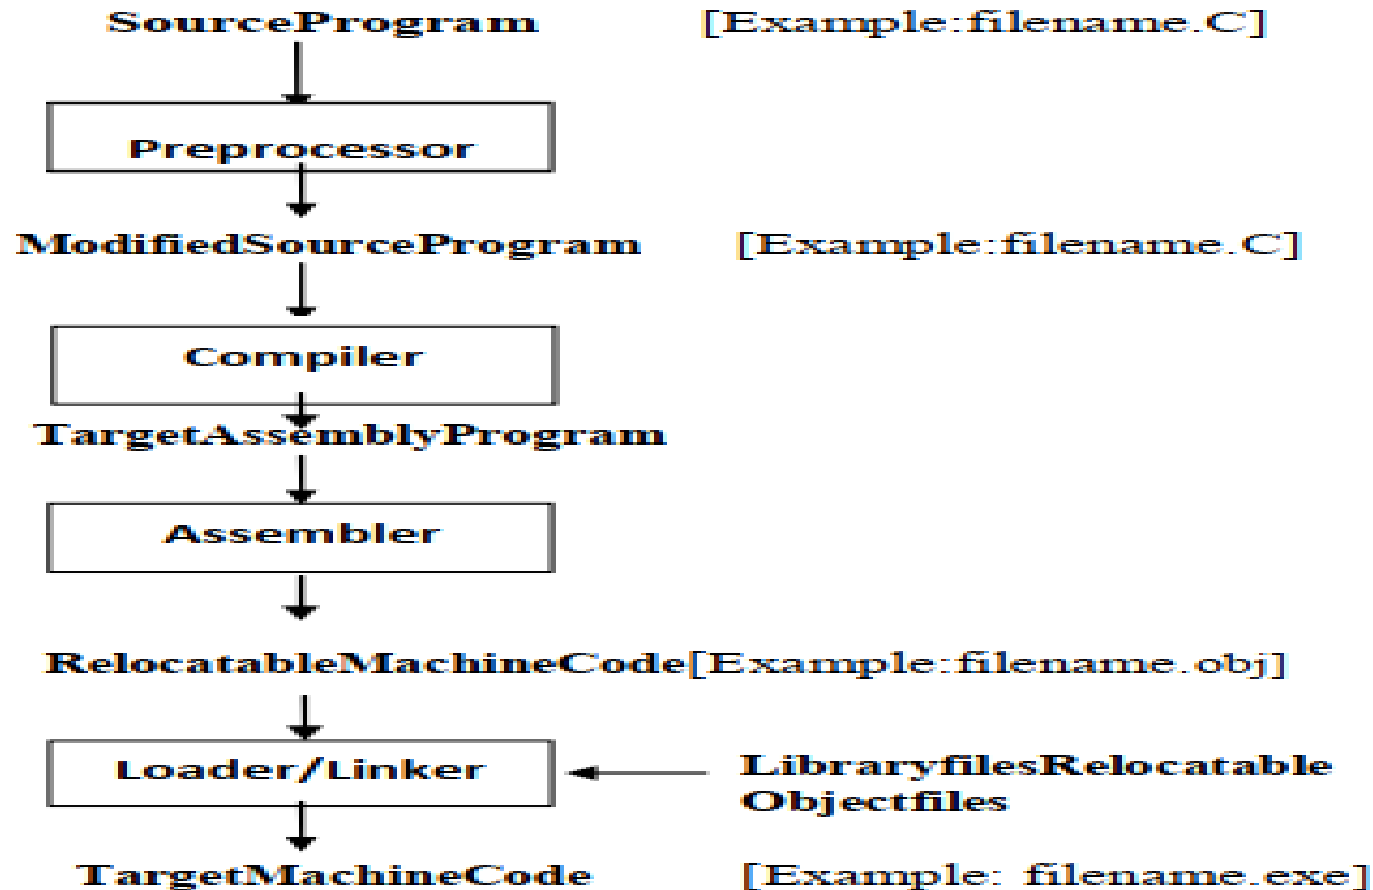 SourceProgram [Example:filename.C]
Preprocessor
ModifiedSourceProgram [Example:filename.C]
Compiler
TargetAssemblyProgram
Assembler
RelocatableMachineCode[Example:filename.obj]
Loader/Linker
LibraryfilesRelocatable
Objectfiles
TargetMachineCode [Example: filename.exe]